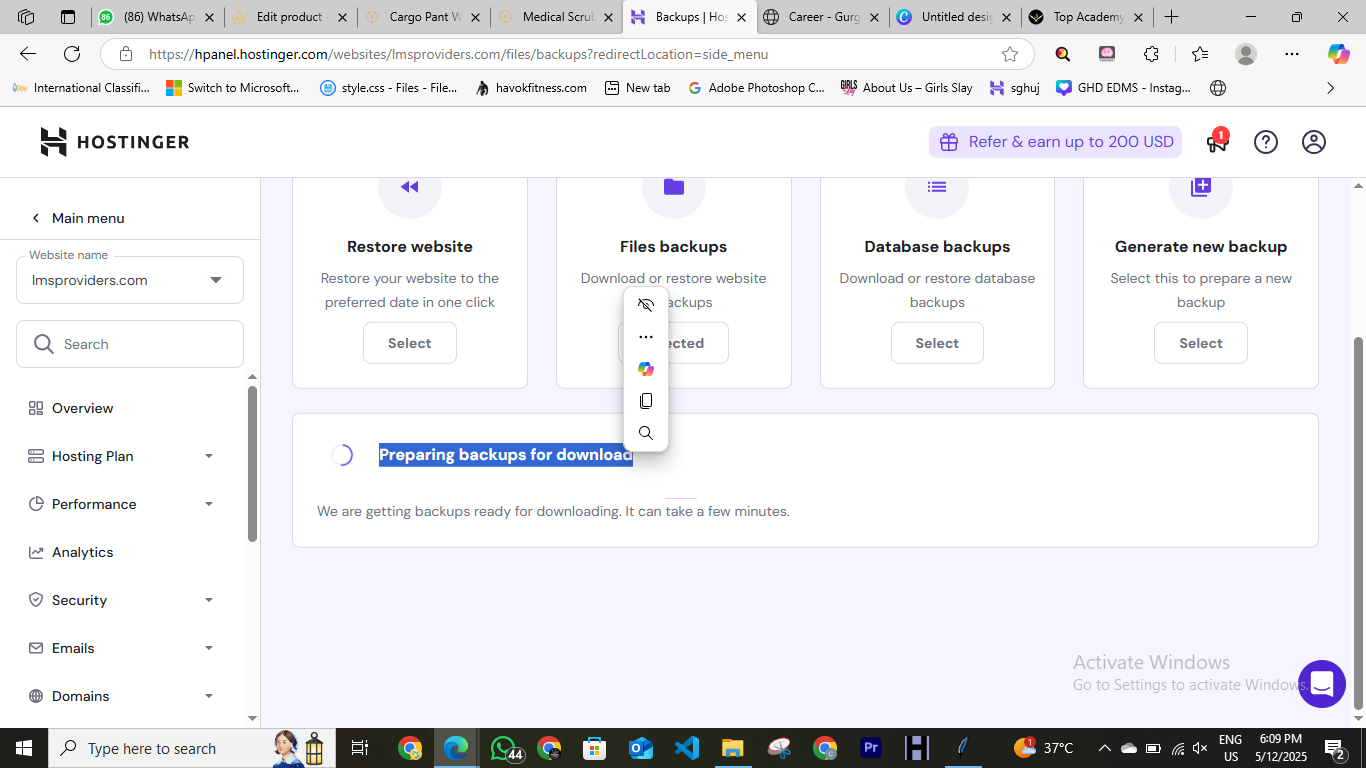 (86) WhatsAp
Edit product
Cargo Pant W
Medical Scrub
Backups | Hos
Career - Gurg
Untitled desig
Top Academy
https://hpanel.hostinger.com/websites/lmsproviders.com/files/backups?redirectLocation=side_menu
International Classifi...
Switch to Microsoft...
style.css - Files - File...
havokfitness.com
New tab
Adobe Photoshop C...
GIRLS SLAY
About Us – Girls Slay
sghuj
GHD EDMS - Instag...
HOSTINGER
Refer & earn up to 200 USD
1
Main menu
Website name
lmsproviders.com
Search
Overview
Hosting Plan
Performance
Analytics
Security
Emails
Domains
Restore website
Restore your website to the
preferred date in one click
Select
Files backups
Download or restore website
ackups
ected
Database backups
Download or restore database
backups
Select
Generate new backup
Select this to prepare a new
backup
Select
Preparing backups for download
We are getting backups ready for downloading. It can take a few minutes.
Activate Windows
Go to Settings to activate Windows.
Type here to search
44
Pr
1
37°C
ENG
US
6:09 PM
5/12/2025
2